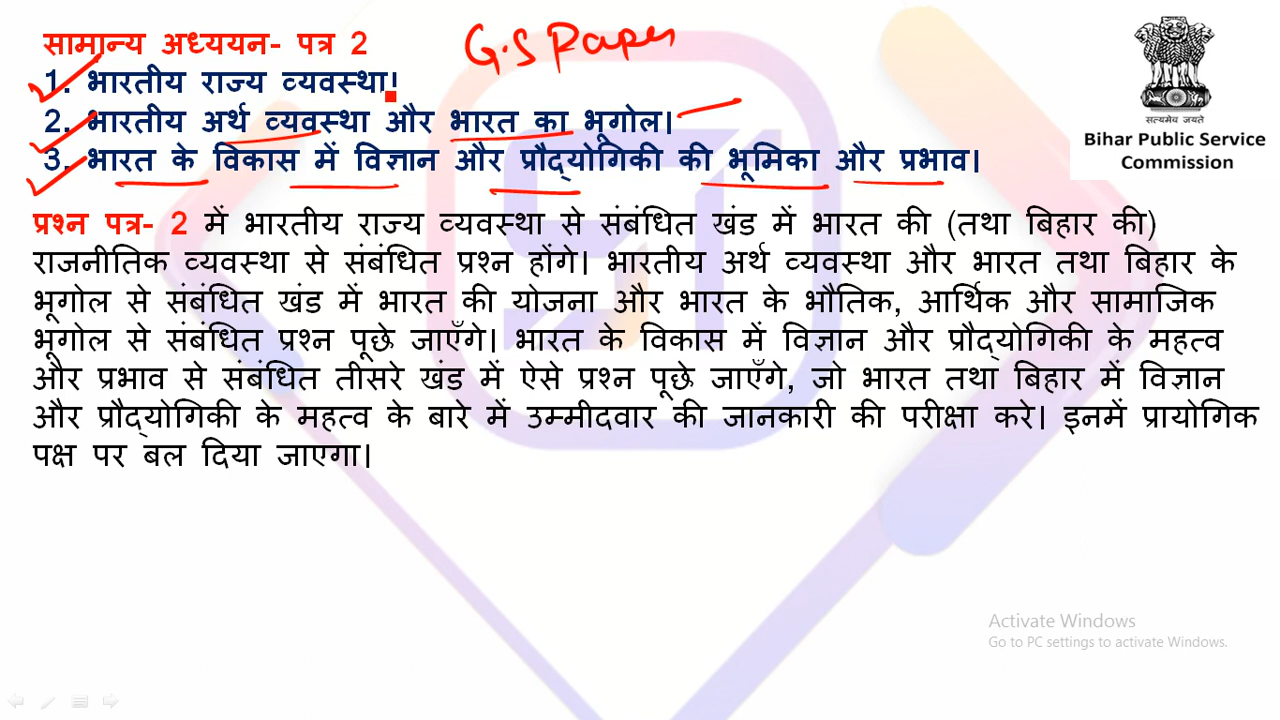 सामान्य अध्ययन- पत्र 2
G.S Paper
1. भारतीय राज्य व्यवस्था।
2. भारतीय अर्थ व्यवस्था और भारत का भूगोल।
3. भारत के विकास में विज्ञान और प्रौद्योगिकी की भूमिका और प्रभाव।
सत्यमेव जयते
Bihar Public Service
Commission
प्रश्न पत्र- 2 में भारतीय राज्य व्यवस्था से संबंधित खंड में भारत की (तथा बिहार की)
राजनीतिक व्यवस्था से संबंधित प्रश्न होंगे। भारतीय अर्थ व्यवस्था और भारत तथा बिहार के
भूगोल से संबंधित खंड में भारत की योजना और भारत के भौतिक, आर्थिक और सामाजिक
भूगोल से संबंधित प्रश्न पूछे जाएँगे। भारत के विकास में विज्ञान और प्रौद्योगिकी के महत्व
और प्रभाव से संबंधित तीसरे खंड में ऐसे प्रश्न पूछे जाएँगे, जो भारत तथा बिहार में विज्ञान
और प्रौद्योगिकी के महत्व के बारे में उम्मीदवार की जानकारी की परीक्षा करे। इनमें प्रायोगिक
पक्ष पर बल दिया जाएगा।
Activate Windows
Go to PC settings to activate Windows.